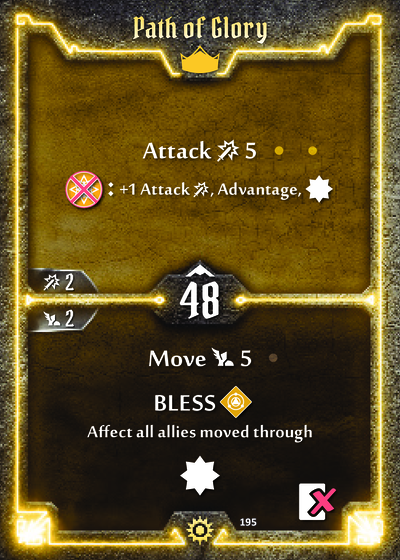 Path of Glory
Attack 5
: +1 Attack , Advantage,
2
48
2
Move 5
BLESS
Affect all allies moved through
195